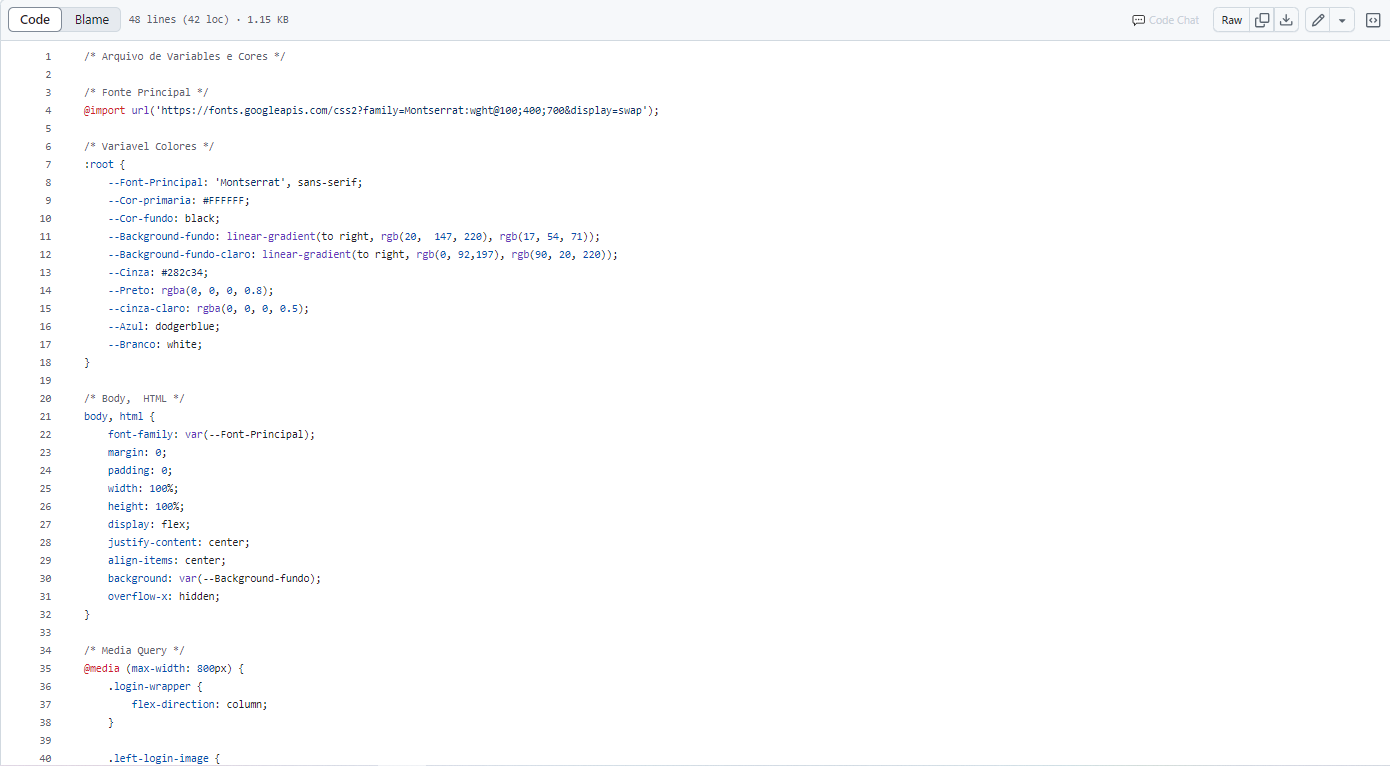 Code Blame 48 lines (42 loc) · 1.15 KB Code Chat Raw
1 /* Arquivo de Variables e Cores */
2
3 /* Fonte Principal */
4 @import url('https://fonts.googleapis.com/css2?family=Montserrat:wght@100;400;700&display=swap');
5
6 /* Variavel Colores */
7 :root {
8 --Font-Principal: 'Montserrat', sans-serif;
9 --Cor-primaria: #FFFFFF;
10 --Cor-fundo: black;
11 --Background-fundo: linear-gradient(to right, rgb(20,  147, 220), rgb(17, 54, 71));
12 --Background-fundo-claro: linear-gradient(to right, rgb(0, 92,197), rgb(90, 20, 220));
13 --Cinza: #282c34;
14 --Preto: rgba(0, 0, 0, 0.8);
15 --cinza-claro: rgba(0, 0, 0, 0.5);
16 --Azul: dodgerblue;
17 --Branco: white;
18 }
19
20 /* Body,  HTML */
21 body, html {
22 font-family: var(--Font-Principal);
23 margin: 0;
24 padding: 0;
25 width: 100%;
26 height: 100%;
27 display: flex;
28 justify-content: center;
29 align-items: center;
30 background: var(--Background-fundo);
31 overflow-x: hidden;
32 }
33
34 /* Media Query */
35 @media (max-width: 800px) {
36 .login-wrapper {
37 flex-direction: column;
38 }
39
40 .left-login-image {